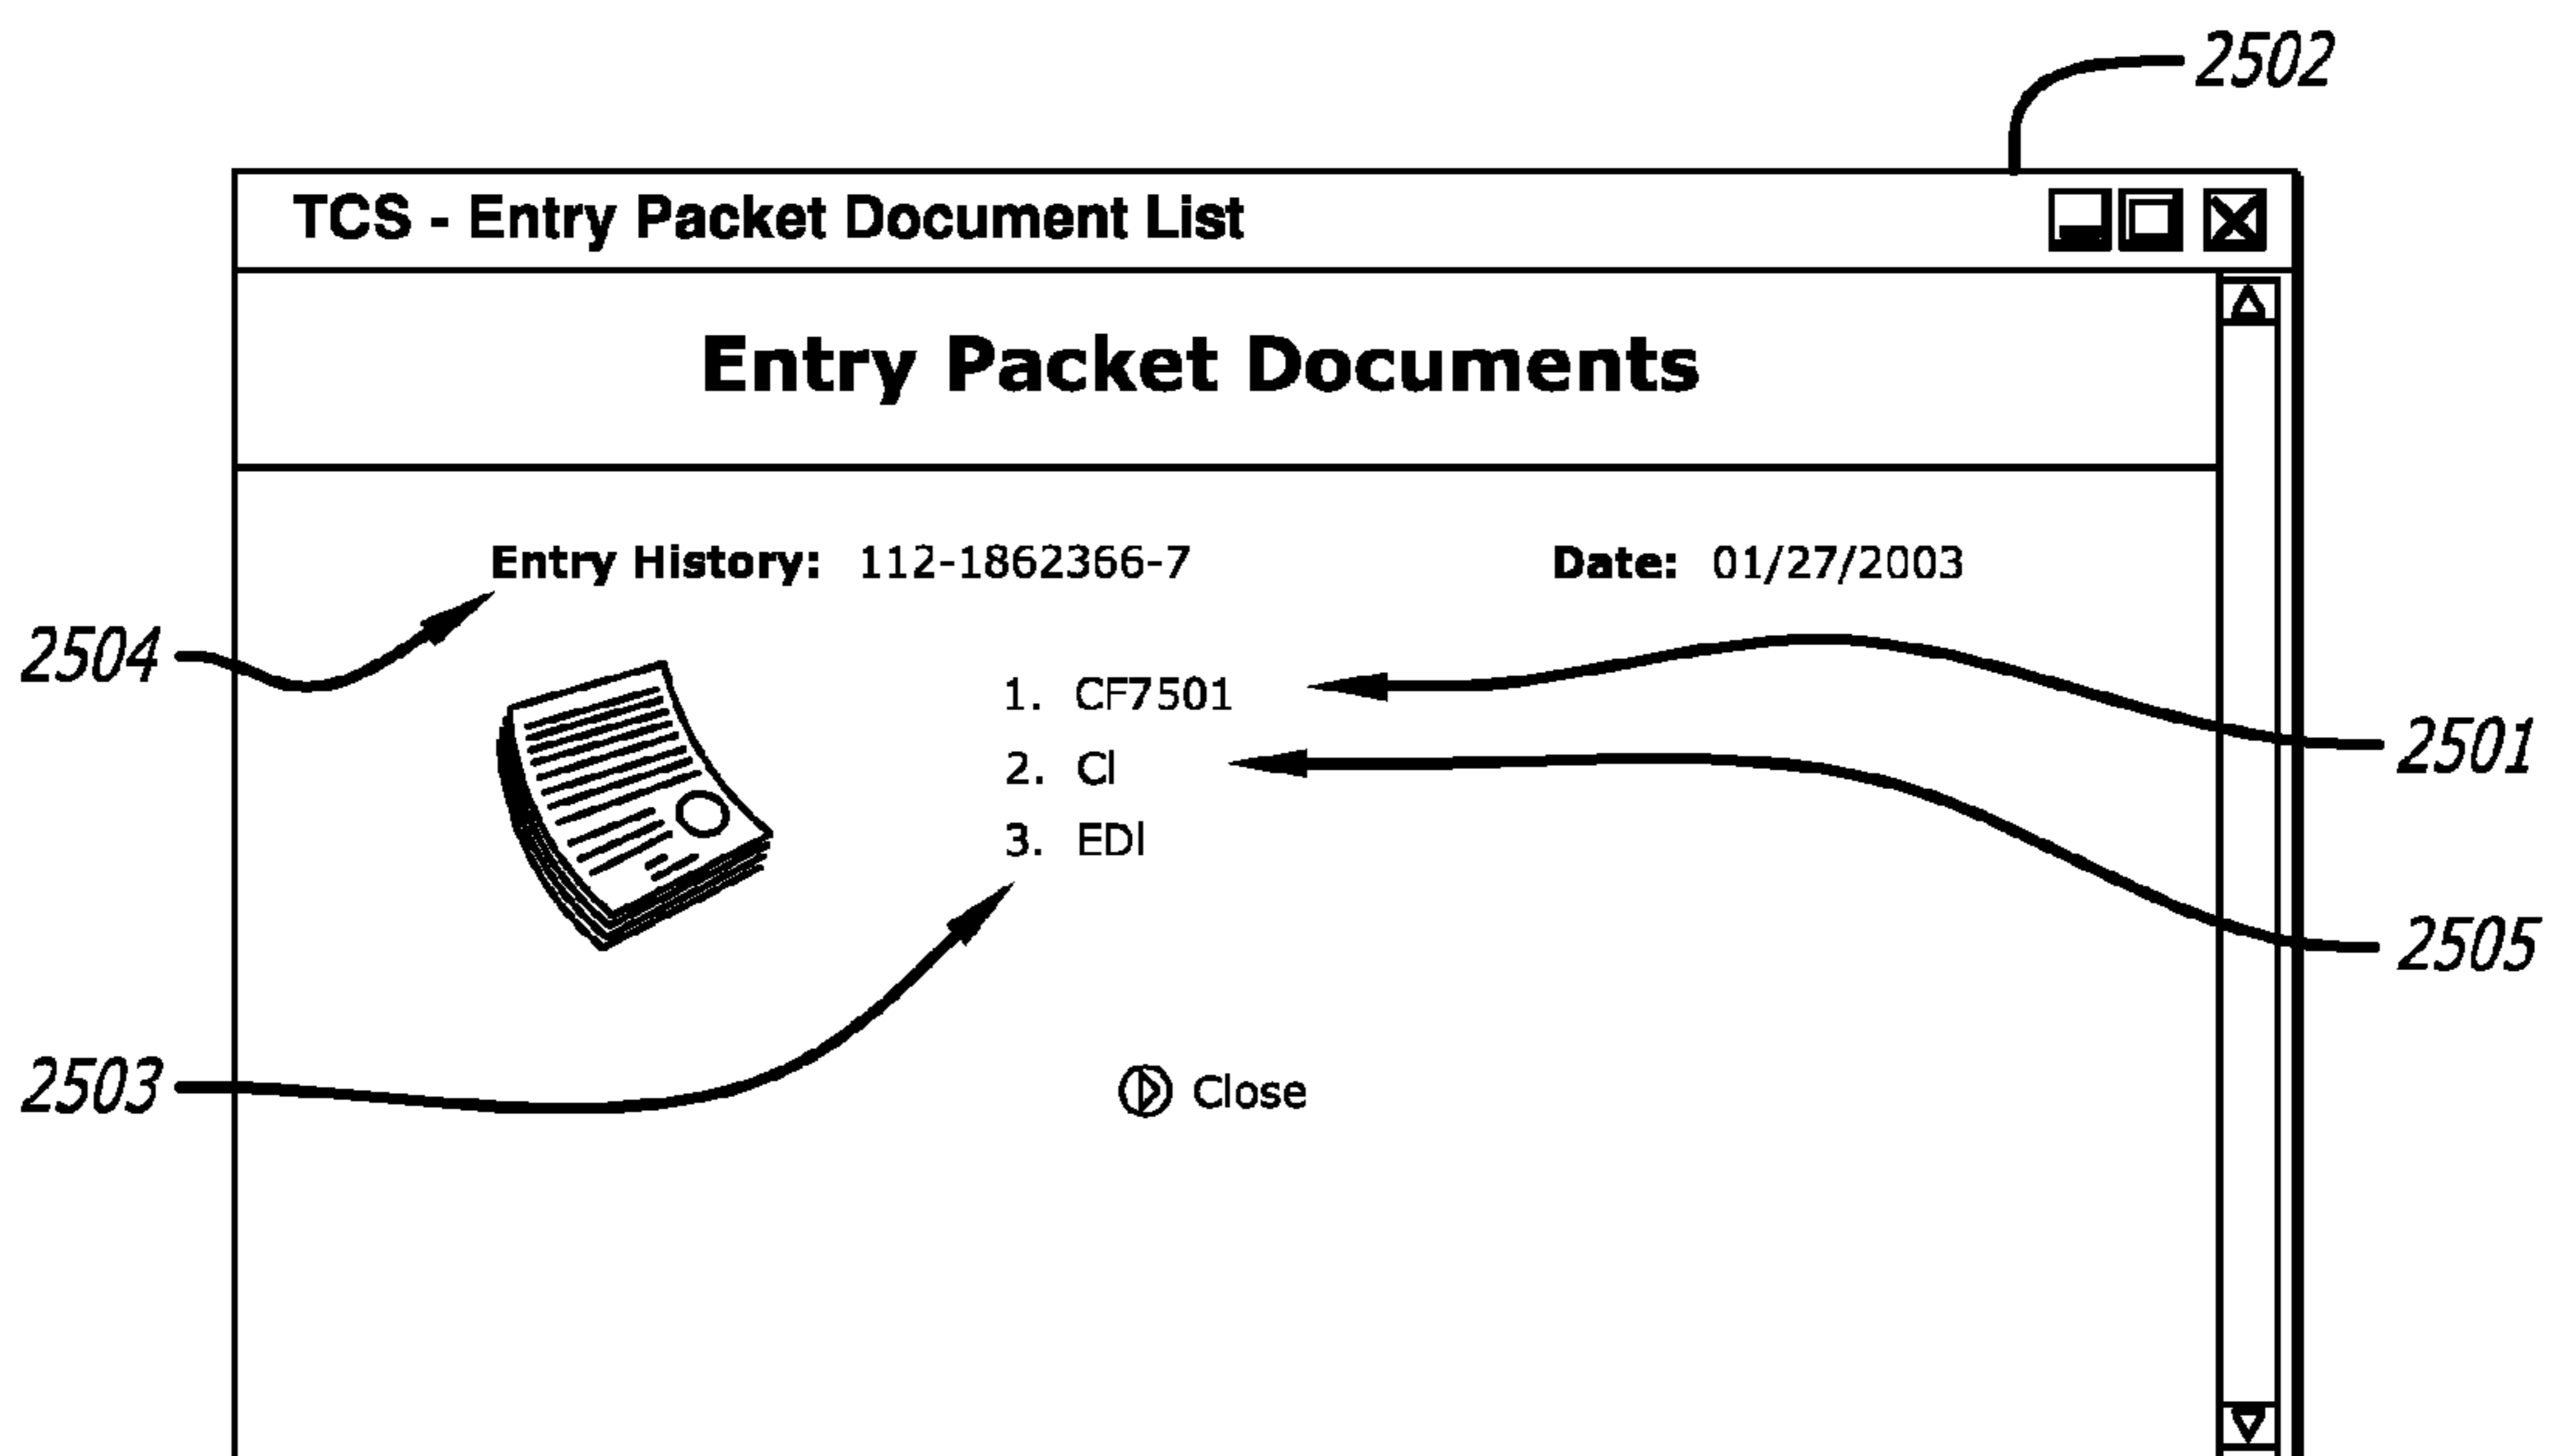 2502
TCS - Entry Packet Document List
Entry Packet Documents
Entry History: 112-1862366-7 Date: 01/27/2003
2504
1. CF7501
2501
2. CI
3. EDI
2505
2503
Close